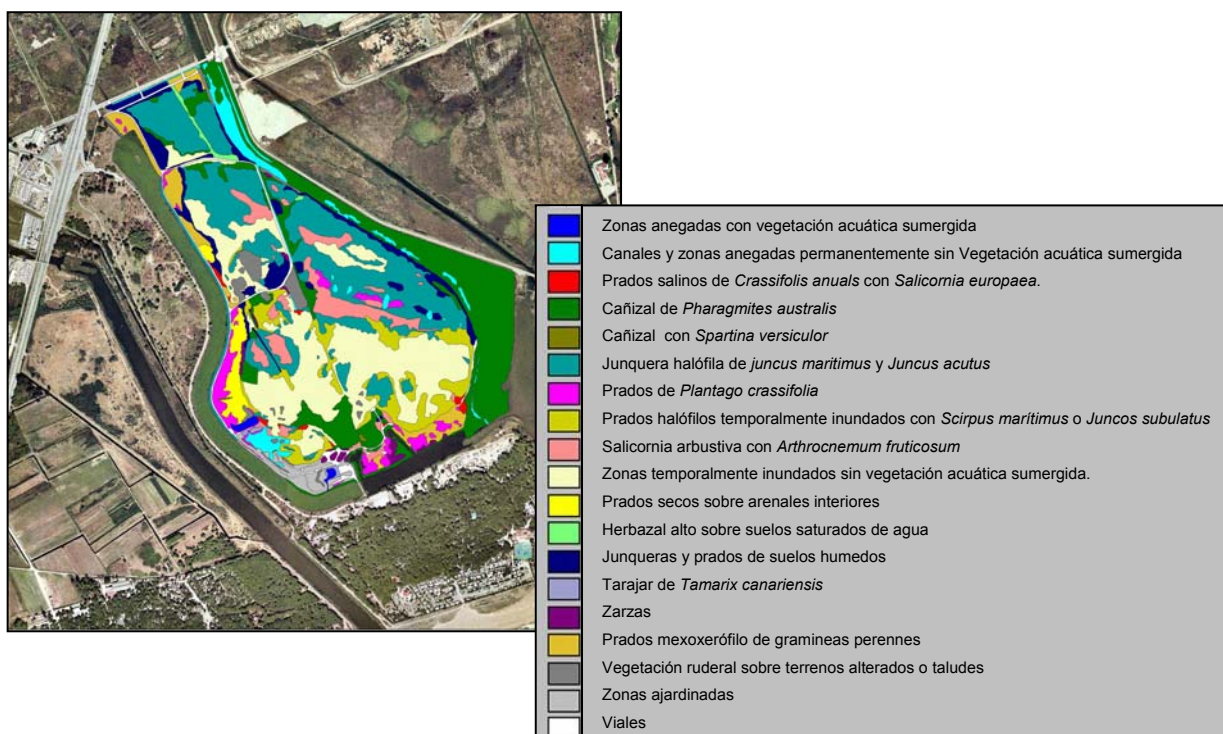 Zonas anegadas con vegetación acuática sumergida
Canales y zonas anegadas permanentemente sin Vegetación acuática sumergida
Prados salinos de Crassifolis anuals con Salicornia europaea.
Cañizal de Pharagmites australis
Cañizal con Spartina versiculor
Junquera halófila de juncus maritimus y Juncus acutus
Prados de Plantago crassifolia
Prados halófilos temporalmente inundados con Scirpus marítimus o Juncos subulatus
Salicornia arbustiva con Arthrocnemum fruticosum
Zonas temporalmente inundados sin vegetación acuática sumergida.
Prados secos sobre arenales interiores
Herbazal alto sobre suelos saturados de agua
Junqueras y prados de suelos humedos
Tarajar de Tamarix canariensis
Zarzas
Prados mexoxerófilo de gramineas perennes
Vegetación ruderal sobre terrenos alterados o taludes
Zonas ajardinadas
Viales